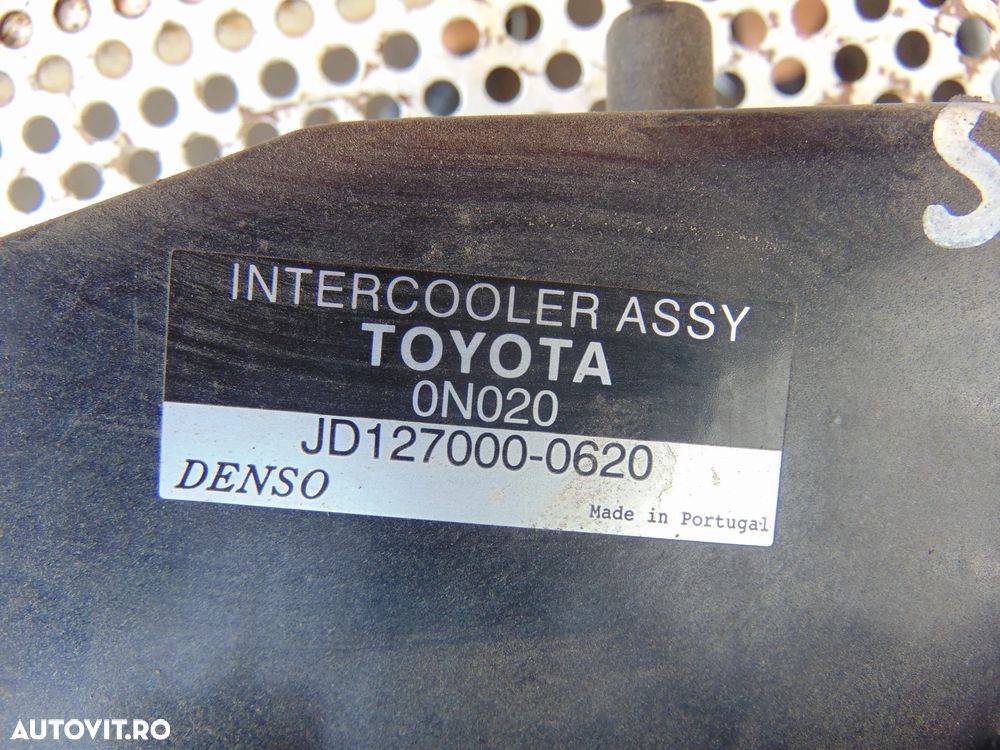 S
INTERCOOLER ASSY
TOYOTA
0N020
JD127000-0620
DENSO
Made in Portugal
AUTOVIT.RO